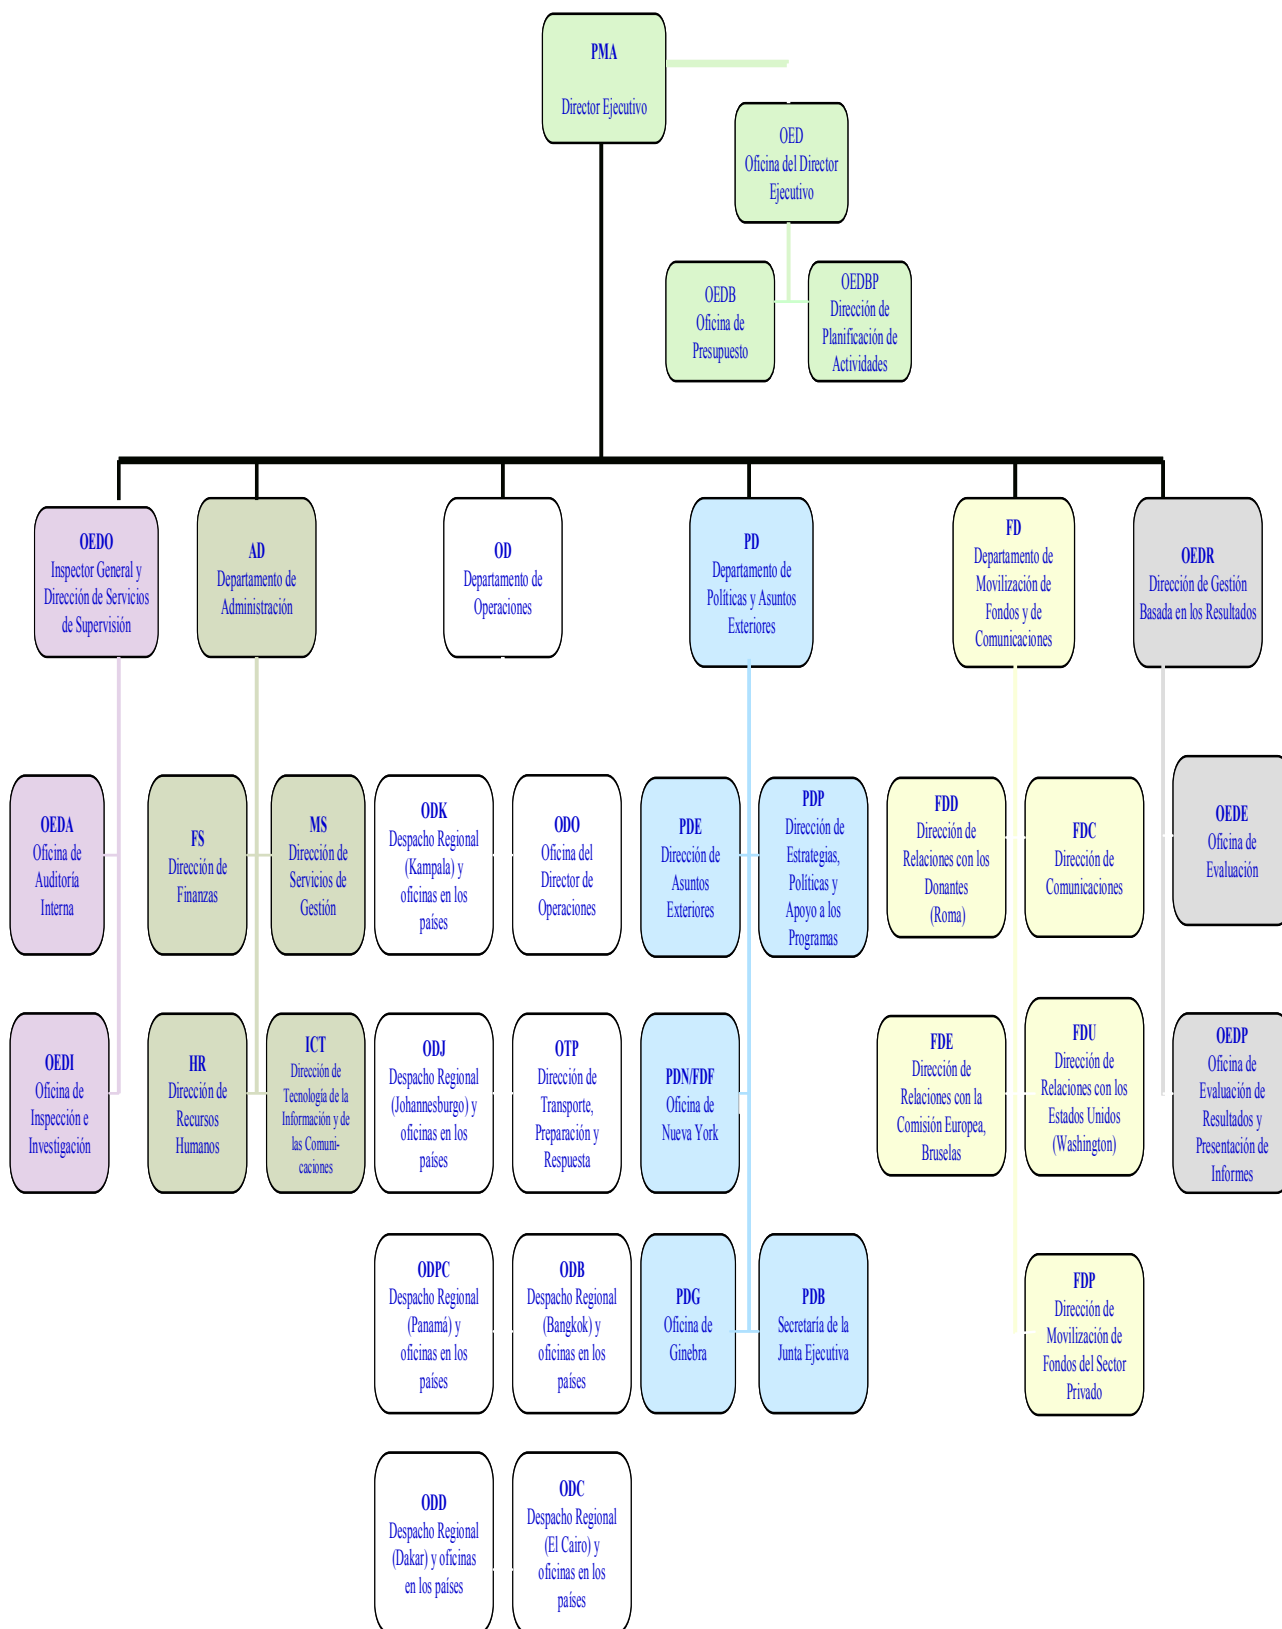 PMA
Director Ejecutivo
OED
Oficina del Director
Ejecutivo
OEDB
Oficina de
Presupuesto
OEDBP
Dirección de
Planificación de
Actividades
OEDO
Inspector General y
Dirección de Servicios
de Supervisión
AD
Departamento de
Administración
OD
Departamento de
Operaciones
PD
Departamento de
Políticas y Asuntos
Exteriores
FD
Departamento de
Movilización de
Fondos y de
Comunicaciones
OEDR
Dirección de Gestión
Basada en los Resultados
OEDA
Oficina de
Auditoría
Interna
FS
Dirección de
Finanzas
MS
Dirección de
Servicios de
Gestión
ODK
Despacho Regional
(Kampala) y
oficinas en los
países
ODO
Oficina del
Director de
Operaciones
PDE
Dirección de
Asuntos
Exteriores
PDP
Dirección de
Estrategias,
Políticas y
Apoyo a los
Programas
FDD
Dirección de
Relaciones con los
Donantes
(Roma)
FDC
Dirección de
Comunicaciones
OEDE
Oficina de
Evaluación
OEDI
Oficina de
Inspección e
Investigación
HR
Dirección de
Recursos
Humanos
ICT
Dirección de
Tecnología de la
Información y de
las Comuni-
caciones
ODJ
Despacho Regional
(Johannesburgo) y
oficinas en los
países
OTP
Dirección de
Transporte,
Preparación y
Respuesta
PDN/FDF
Oficina de
Nueva York
FDE
Dirección de
Relaciones con la
Comisión Europea,
Bruselas
FDU
Dirección de
Relaciones con los
Estados Unidos
(Washington)
OEDP
Oficina de
Evaluación de
Resultados y
Presentación de
Informes
ODPC
Despacho Regional
(Panamá) y
oficinas en los
países
ODB
Despacho Regional
(Bangkok) y
oficinas en los
países
PDG
Oficina de
Ginebra
PDB
Secretaría de la
Junta Ejecutiva
FDP
Dirección de
Movilización de
Fondos del Sector
Privado
ODD
Despacho Regional
(Dakar) y oficinas
en los países
ODC
Despacho Regional
(El Cairo) y
oficinas en los
países